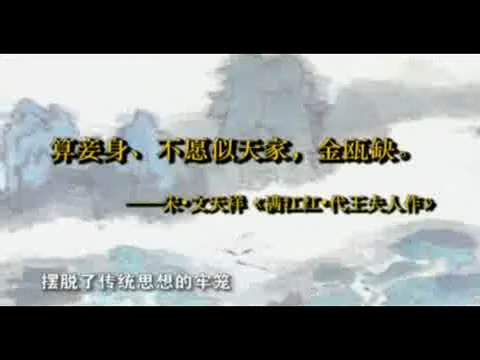 算妾身、不愿似天家，金瓯缺。
——宋·文天祥《满江红·代王夫人作》
摆脱了传统思想的牢笼